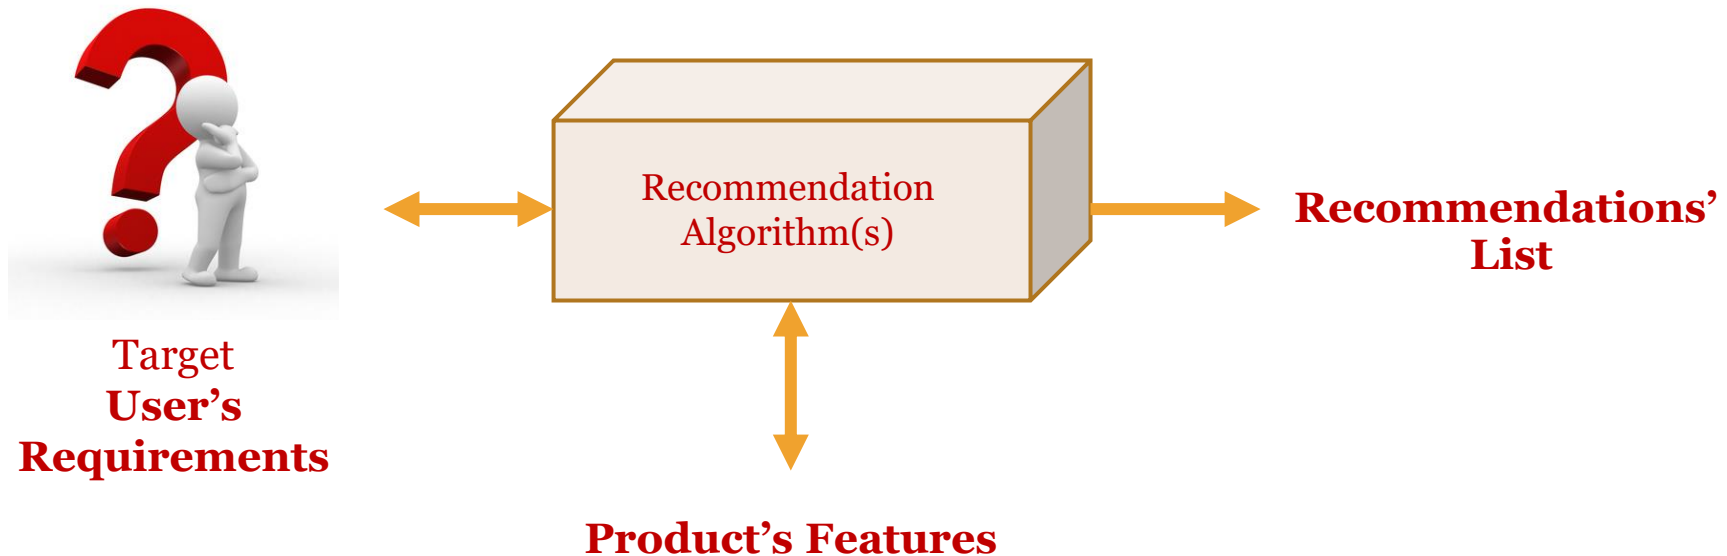 Recommendation
Algorithm(s)
Recommendations’
List
Target
User’s
Requirements
Product’s Features